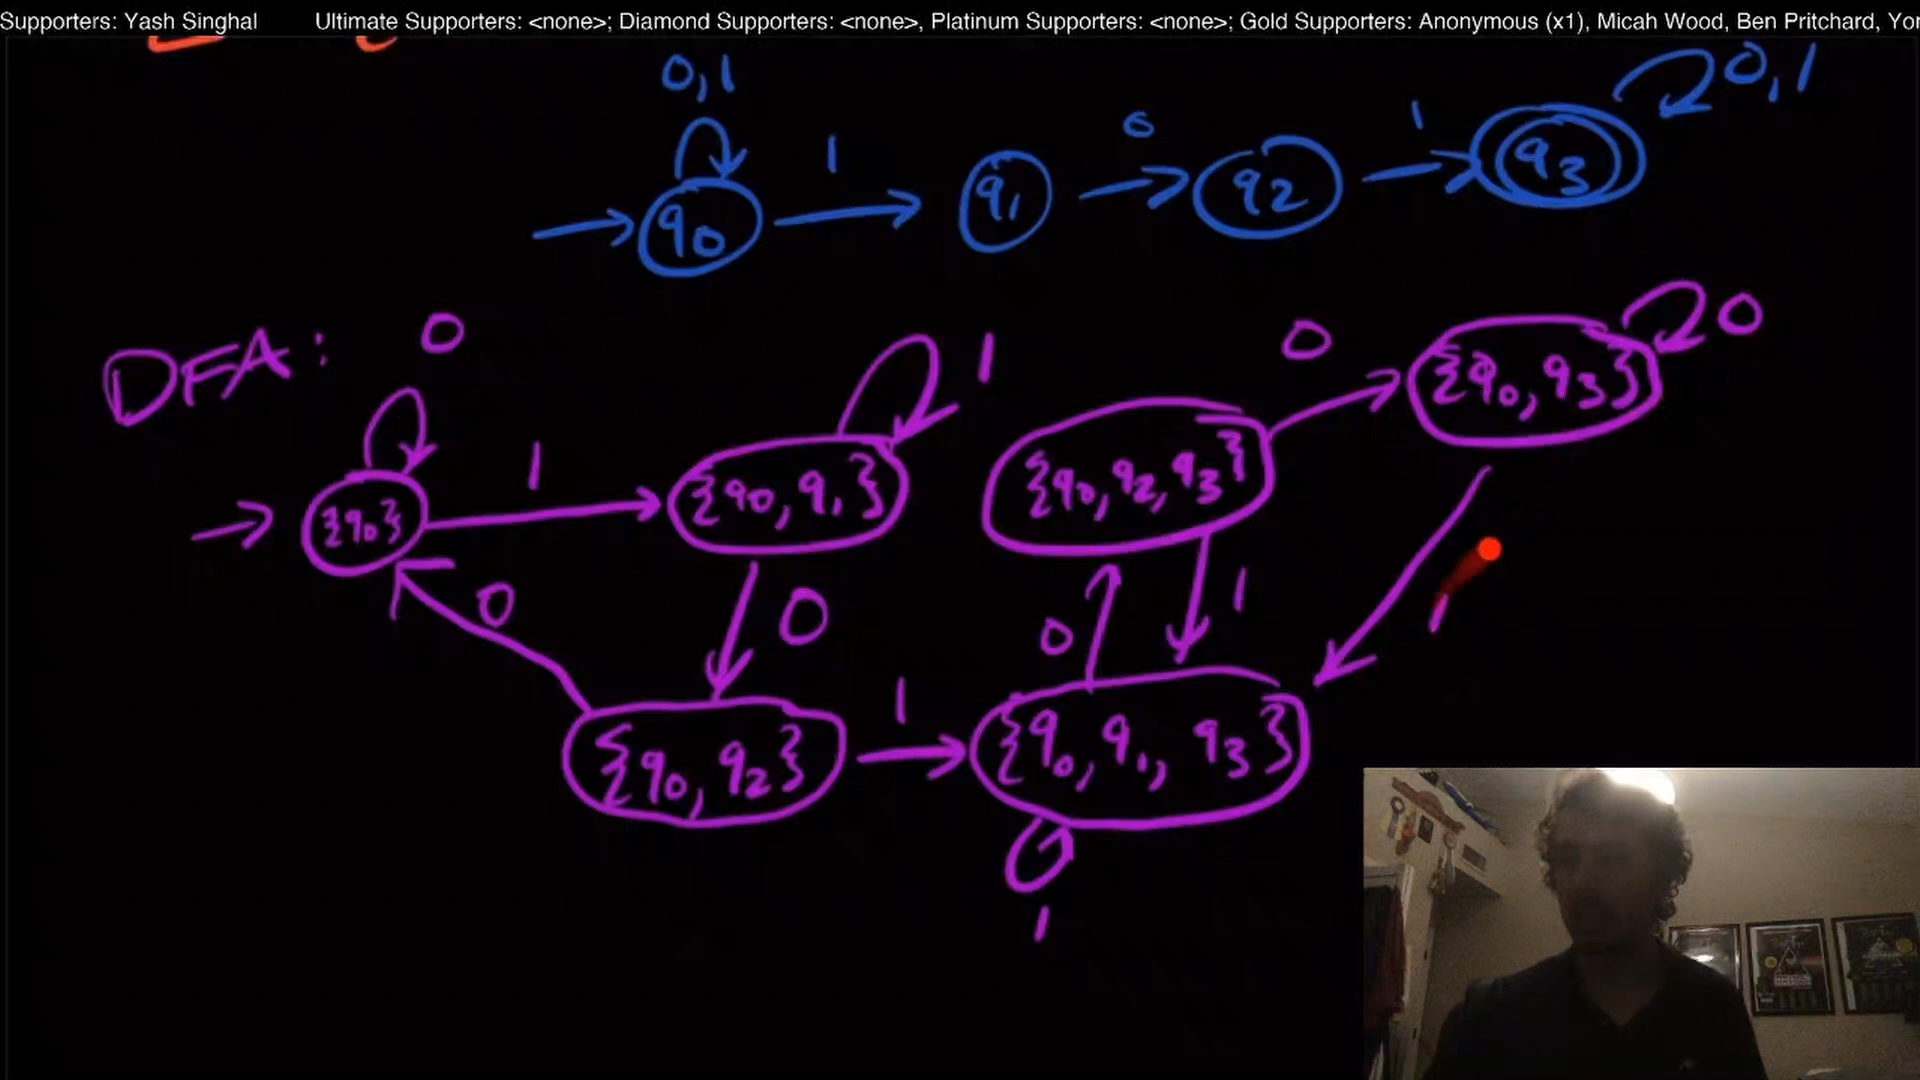 Supporters: Yash Singhal Ultimate Supporters: <none>; Diamond Supporters: <none>, Platinum Supporters: <none>; Gold Supporters: Anonymous (x1), Micah Wood, Ben Pritchard, Yor
0,1
0,1
1
0
1
q0
q1
q2
q3
DFA:
0
1
0
0
{q0}
1
{q0, q1}
{q0, q2, q3}
{q0, q3}
0
0
0
1
1
{q0, q2}
1
{q0, q1, q3}
1